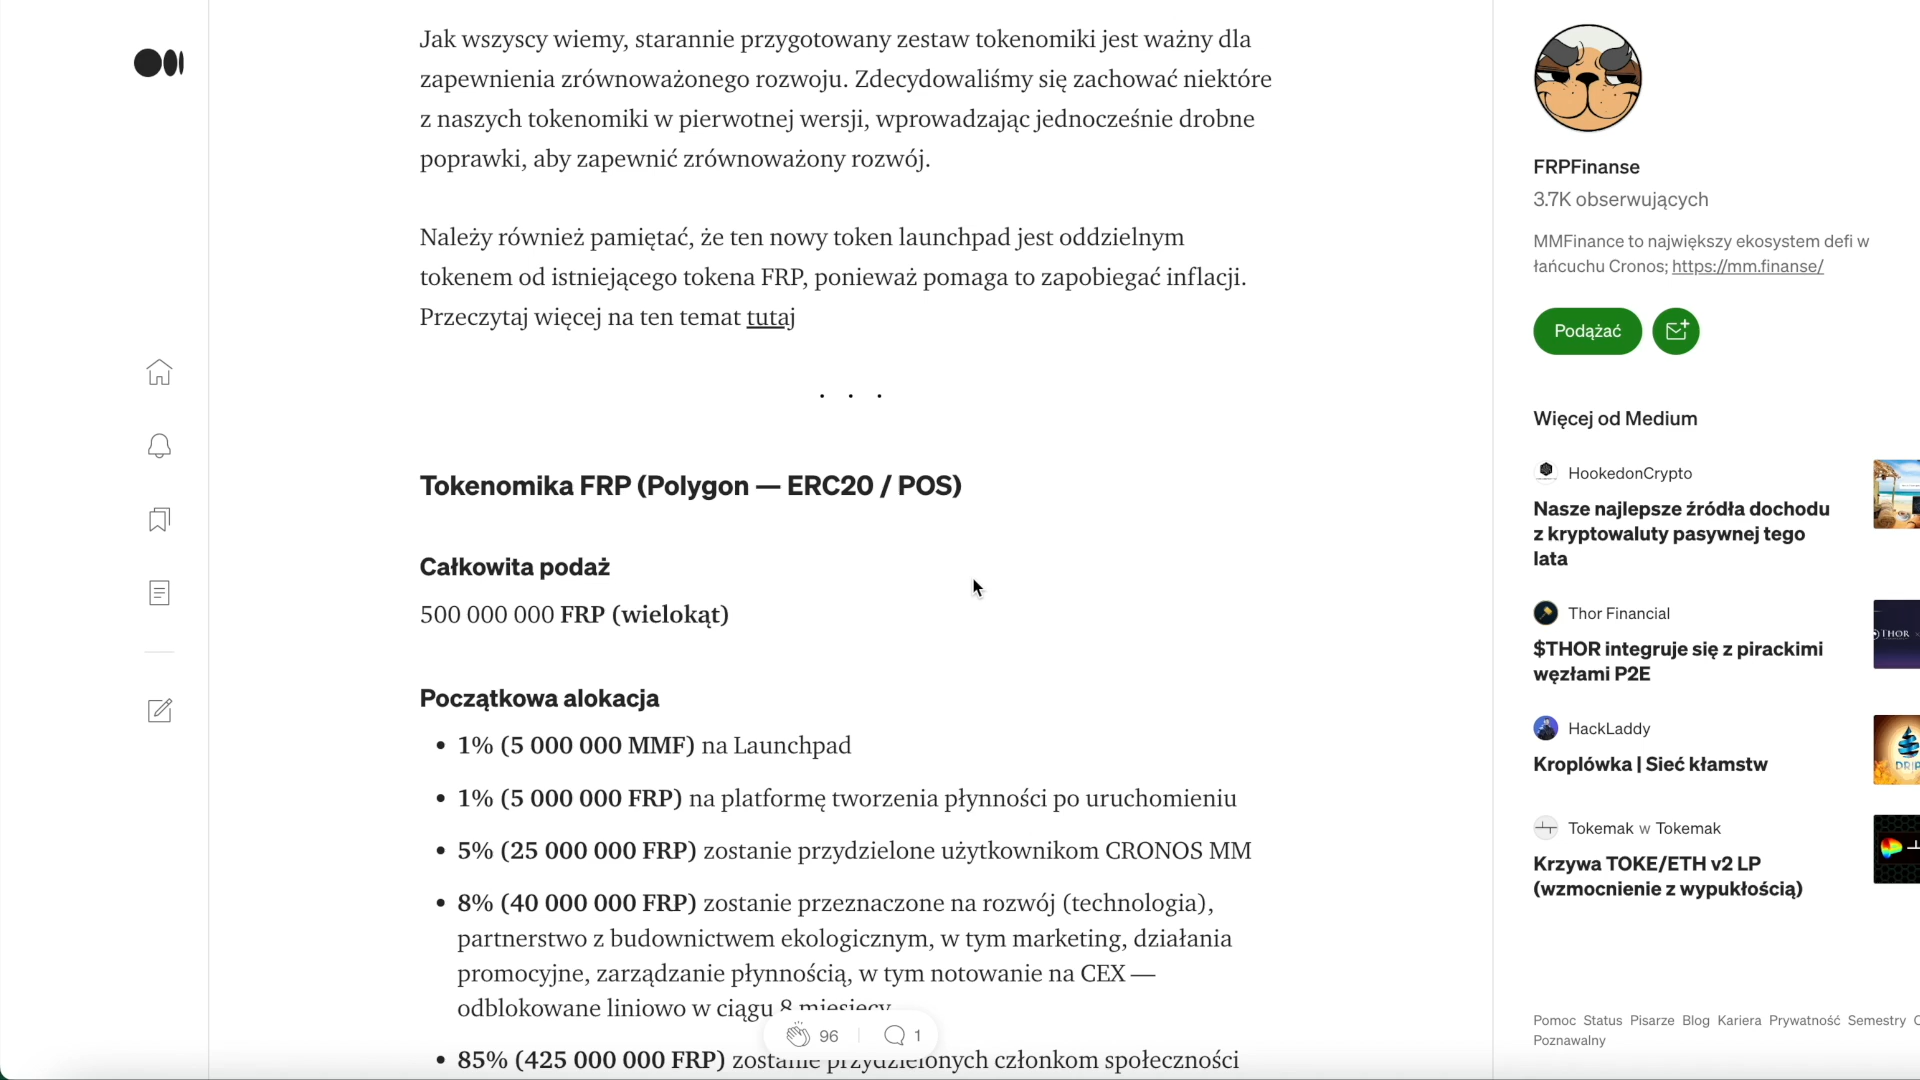 Jak wszyscy wiemy, starannie przygotowany zestaw tokenomiki jest ważny dla
zapewnienia zrównoważonego rozwoju. Zdecydowaliśmy się zachować niektóre
z naszych tokenomiki w pierwotnej wersji, wprowadzając jednocześnie drobne
poprawki, aby zapewnić zrównoważony rozwój.
Należy również pamiętać, że ten nowy token launchpad jest oddzielnym
tokenem od istniejącego tokena FRP, ponieważ pomaga to zapobiegać inflacji.
Przeczytaj więcej na ten temat tutaj
. . .
Tokenomika FRP (Polygon — ERC20 / POS)
Całkowita podaż
500 000 000 FRP (wielokąt)
Początkowa alokacja
• 1% (5 000 000 MMF) na Launchpad
• 1% (5 000 000 FRP) na platformę tworzenia płynności po uruchomieniu
• 5% (25 000 000 FRP) zostanie przydzielone użytkownikom CRONOS MM
• 8% (40 000 000 FRP) zostanie przeznaczone na rozwój (technologia),
partnerstwo z budownictwem ekologicznym, w tym marketing, działania
promocyjne, zarządzanie płynnością, w tym notowanie na CEX —
odblokowane liniowo w ciągu 8 miesięcy
• 85% (425 000 000 FRP) zostanie przydzielonych członkom społeczności
96
1
FRPFinanse
3.7K obserwujących
MMFinance to największy ekosystem defi w
łańcuchu Cronos; https://mm.finanse/
Podążać
Więcej od Medium
HookedonCrypto
Nasze najlepsze źródła dochodu
z kryptowaluty pasywnej tego
lata
Thor Financial
$THOR integruje się z pirackimi
węzłami P2E
THOR
HackLaddy
Kroplówka | Sieć kłamstw
DRIP
Tokemak w Tokemak
Krzywa TOKE/ETH v2 LP
(wzmocnienie z wypukłością)
Pomoc Status Pisarze Blog Kariera Prywatność Semestry
Poznawalny